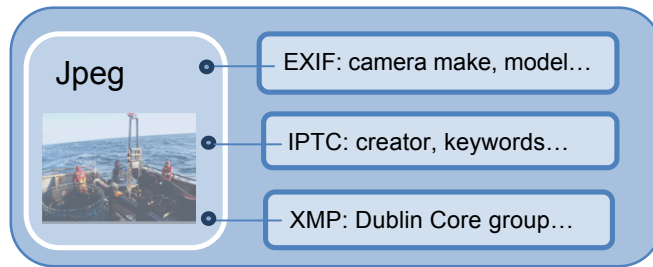 Jpeg
EXIF: camera make, model…
IPTC: creator, keywords…
XMP: Dublin Core group…